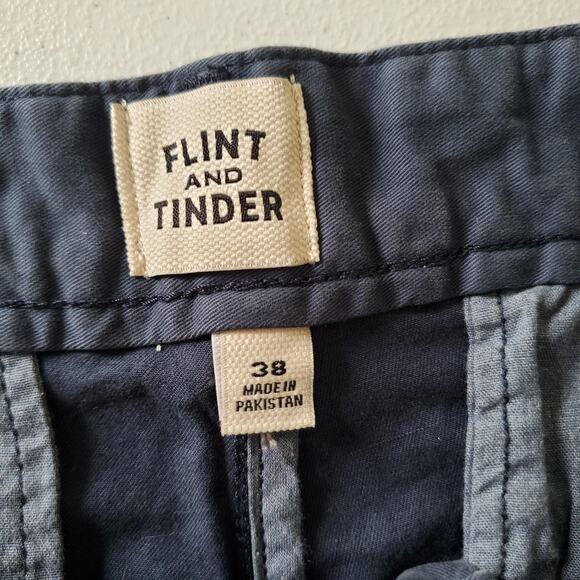 FLINT
AND
TINDER
38
MADE IN
PAKISTAN